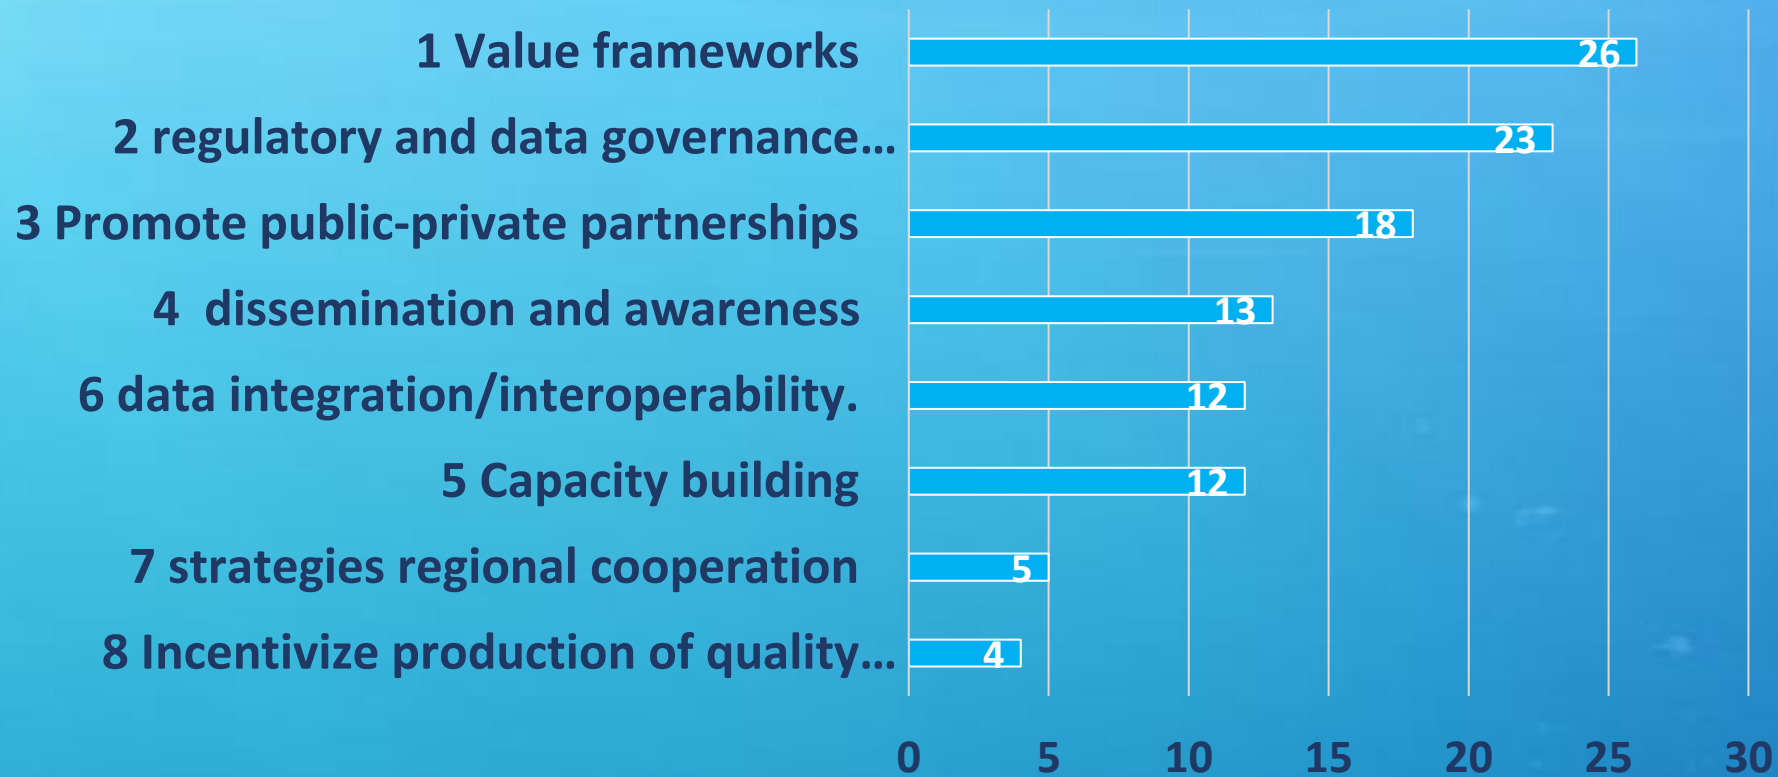 1 Value frameworks
26
2 regulatory and data governance…
23
3 Promote public-private partnerships
18
4  dissemination and awareness
13
6 data integration/interoperability.
12
5 Capacity building
12
7 strategies regional cooperation
5
8 Incentivize production of quality…
4
0 5 10 15 20 25 30